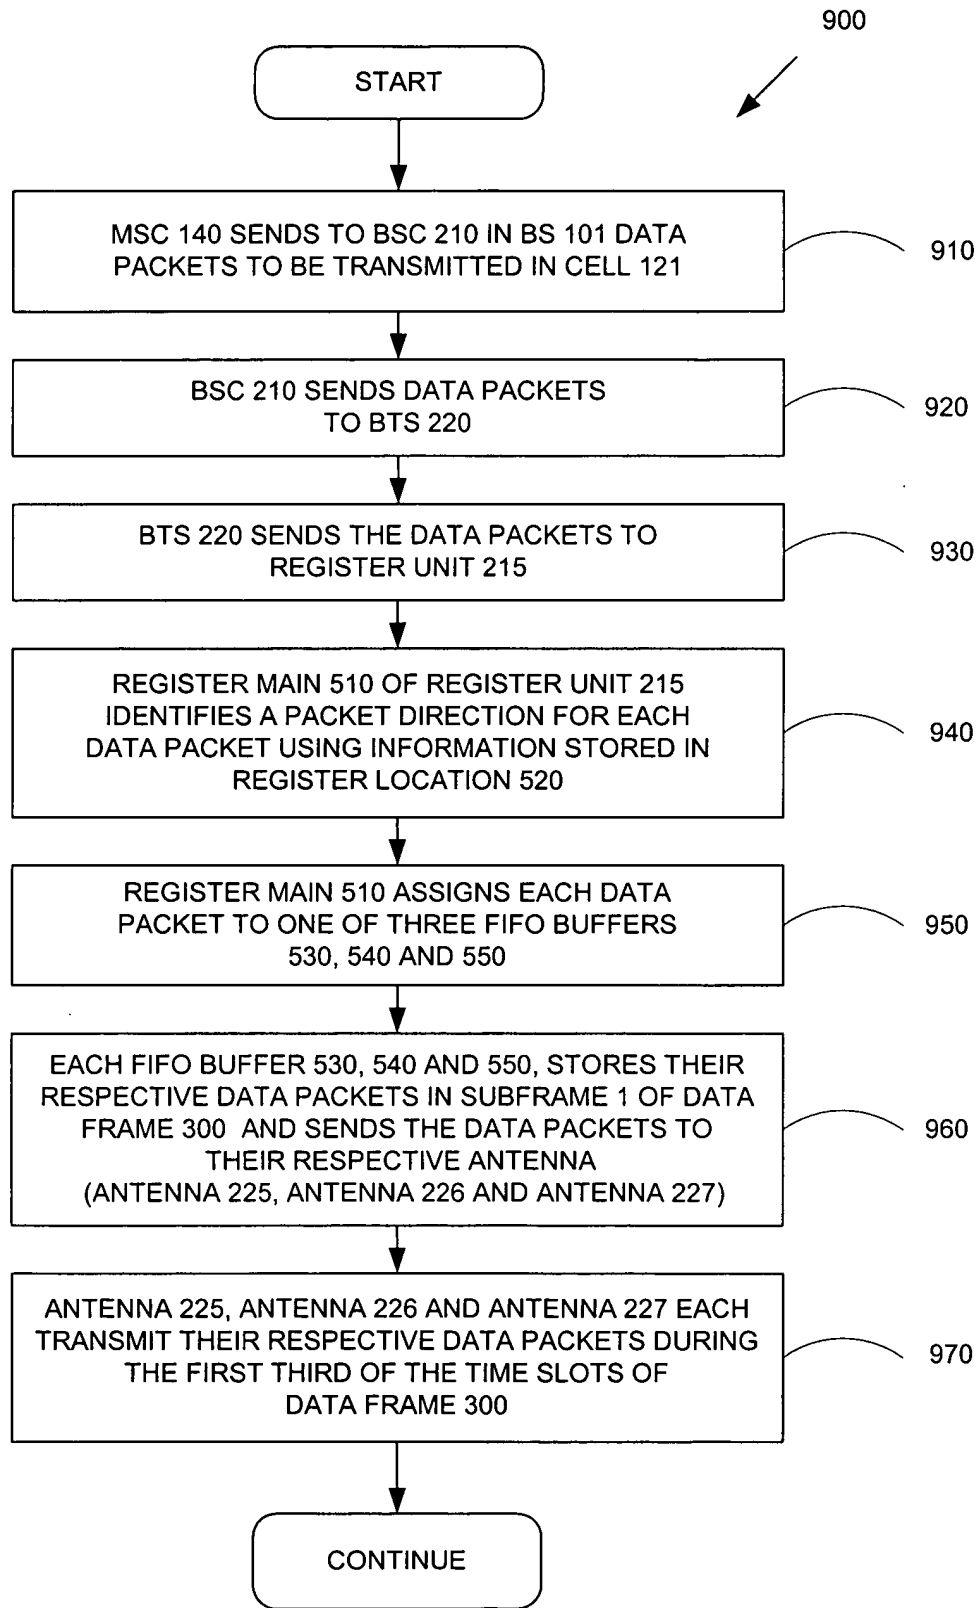 900
START
MSC 140 SENDS TO BSC 210 IN BS 101 DATA
PACKETS TO BE TRANSMITTED IN CELL 121
910
BSC 210 SENDS DATA PACKETS
TO BTS 220
920
BTS 220 SENDS THE DATA PACKETS TO
REGISTER UNIT 215
930
REGISTER MAIN 510 OF REGISTER UNIT 215
IDENTIFIES A PACKET DIRECTION FOR EACH
DATA PACKET USING INFORMATION STORED IN
REGISTER LOCATION 520
940
REGISTER MAIN 510 ASSIGNS EACH DATA
PACKET TO ONE OF THREE FIFO BUFFERS
530, 540 AND 550
950
EACH FIFO BUFFER 530, 540 AND 550, STORES THEIR
RESPECTIVE DATA PACKETS IN SUBFRAME 1 OF DATA
FRAME 300 AND SENDS THE DATA PACKETS TO
THEIR RESPECTIVE ANTENNA
(ANTENNA 225, ANTENNA 226 AND ANTENNA 227)
960
ANTENNA 225, ANTENNA 226 AND ANTENNA 227 EACH
TRANSMIT THEIR RESPECTIVE DATA PACKETS DURING
THE FIRST THIRD OF THE TIME SLOTS OF
DATA FRAME 300
970
CONTINUE